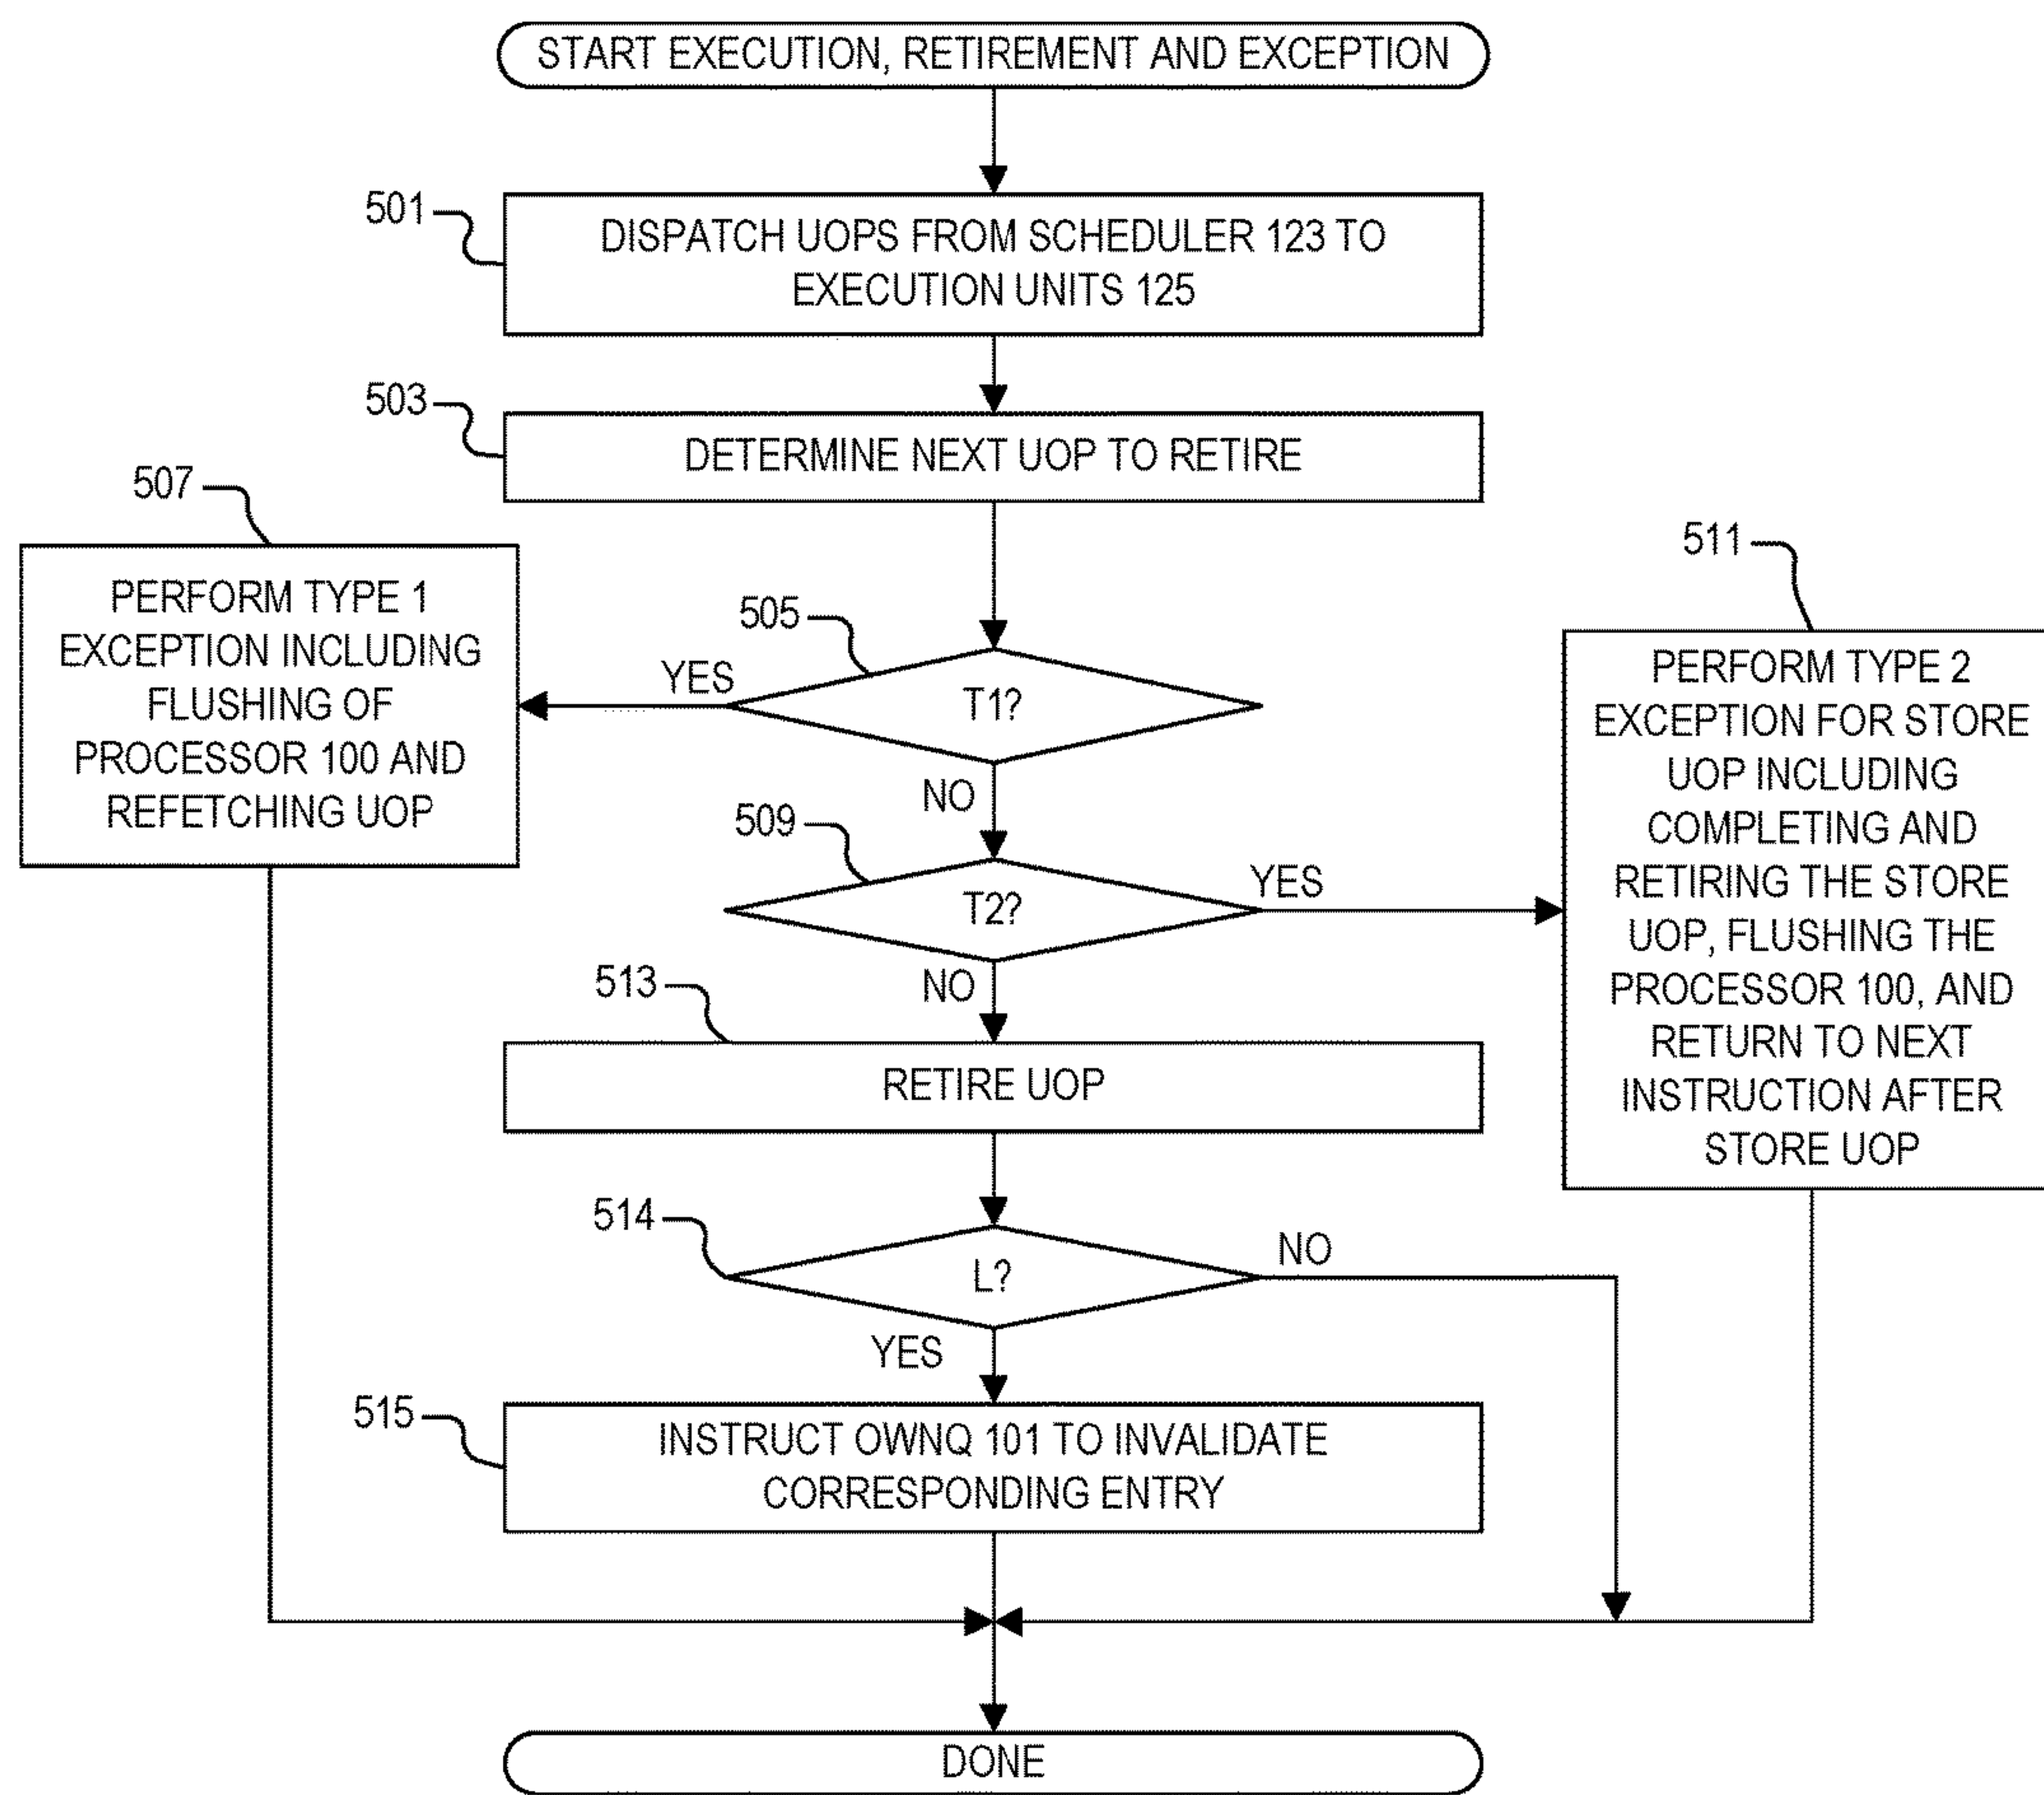 START EXECUTION, RETIREMENT AND EXCEPTION
501
DISPATCH UOPS FROM SCHEDULER 123 TO
EXECUTION UNITS 125
503
DETERMINE NEXT UOP TO RETIRE
507
PERFORM TYPE 1
EXCEPTION INCLUDING
FLUSHING OF
PROCESSOR 100 AND
REFETCHING UOP
505
YES
T1?
NO
509
T2?
YES
NO
511
PERFORM TYPE 2
EXCEPTION FOR STORE
UOP INCLUDING
COMPLETING AND
RETIRING THE STORE
UOP, FLUSHING THE
PROCESSOR 100, AND
RETURN TO NEXT
INSTRUCTION AFTER
STORE UOP
513
RETIRE UOP
514
L?
NO
YES
515
INSTRUCT OWNQ 101 TO INVALIDATE
CORRESPONDING ENTRY
DONE